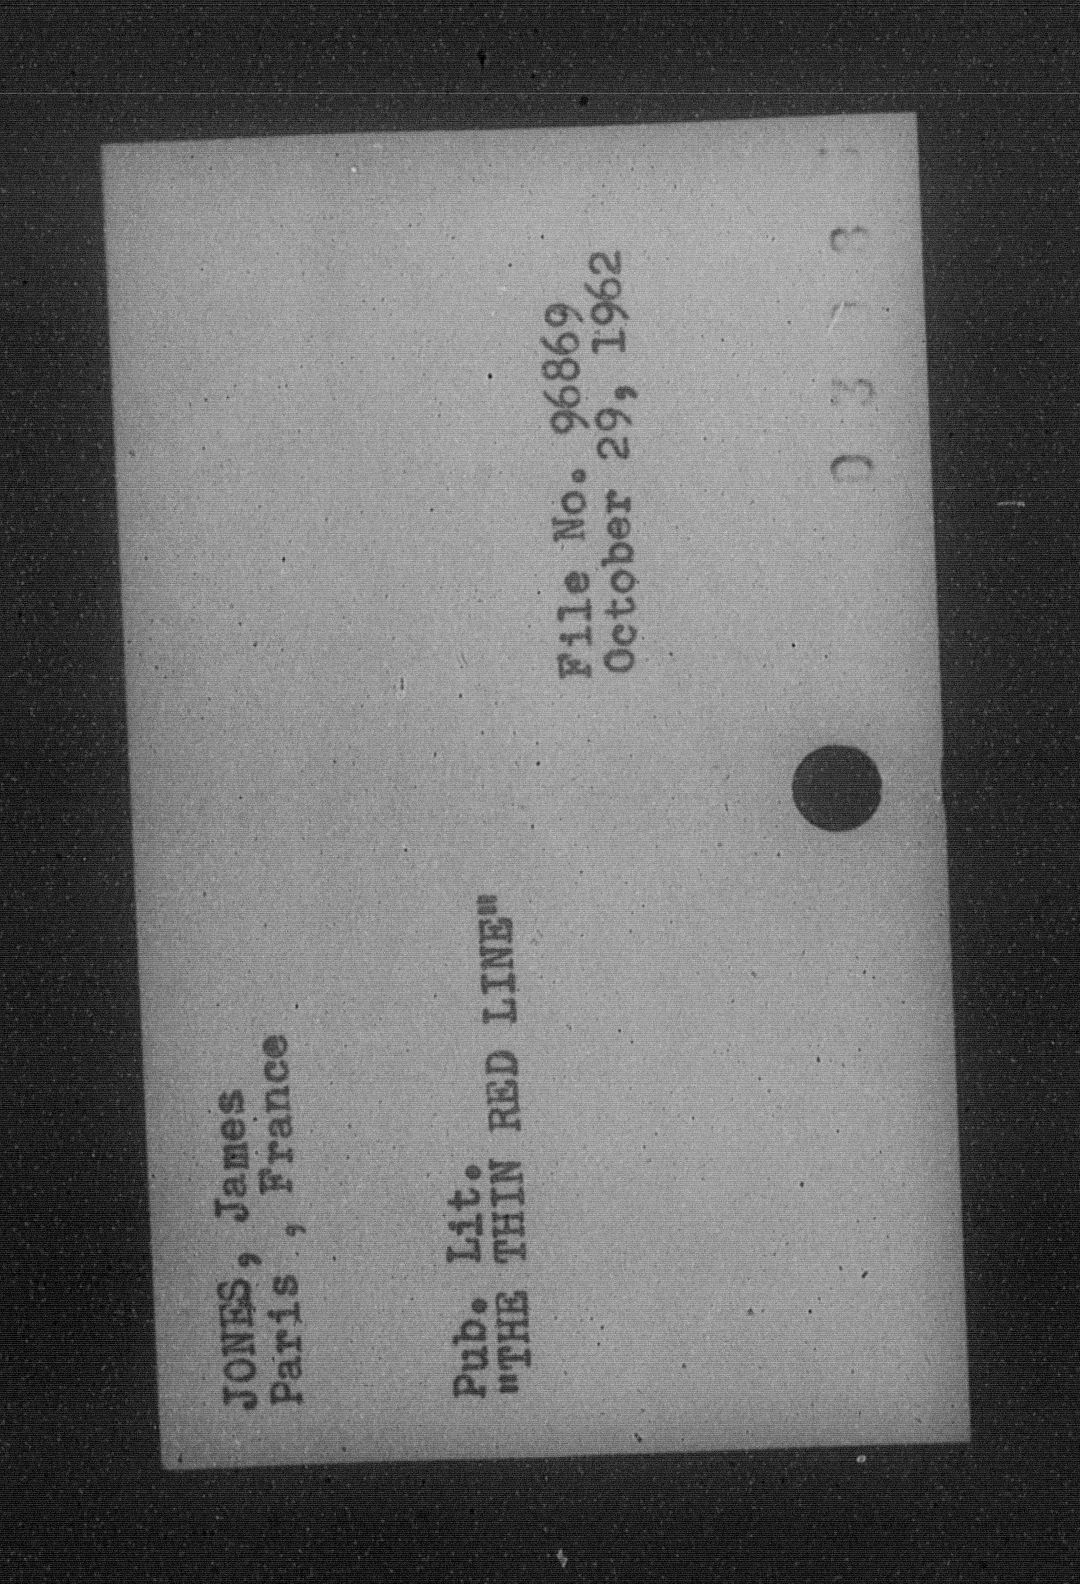 JONES, James
Paris , France
Pub. Lit.
"THE THIN RED LINE"
File No. 96869
October 29, 1962